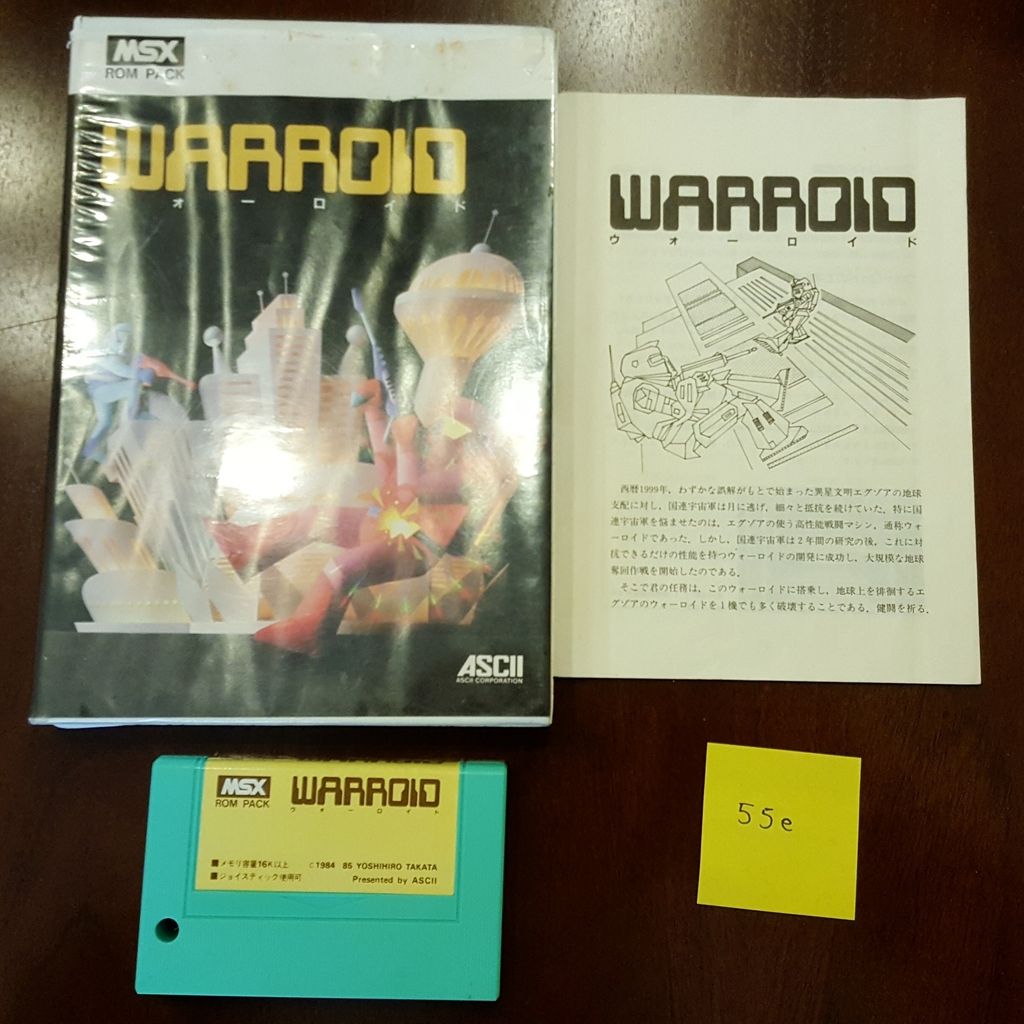 MSX
ROM PACK
WARROID
オーロイド
ASCII
ASCII CORPORATION
WARROID
ウォーロイド
西暦1999年、わずかな誤解がもとで始まった異星文明エグゾアの地球
支配に対し、国連宇宙軍は月に逃げ、細々と抵抗を続けていた。特に国
連宇宙軍を悩ませたのは、エグゾアの使う高性能戦闘マシン、通称ウォ
ーロイドであった。しかし、国連宇宙軍は2年間の研究の後、これに対
抗できるだけの性能を持つウォーロイドの開発に成功し、大規模な地球
奪回作戦を開始したのである。
そこで君の任務は、このウォーロイドに搭乗し、地球上を徘徊するエ
グゾアのウォーロイドを1機でも多く破壊することである。健闘を祈る。
MSX
ROM PACK
WARROID
ウォーロイド
■メモリ容量16K以上 ©1984 85 YOSHIHIRO TAKATA
■ジョイスティック使用可 Presented by ASCII
55e